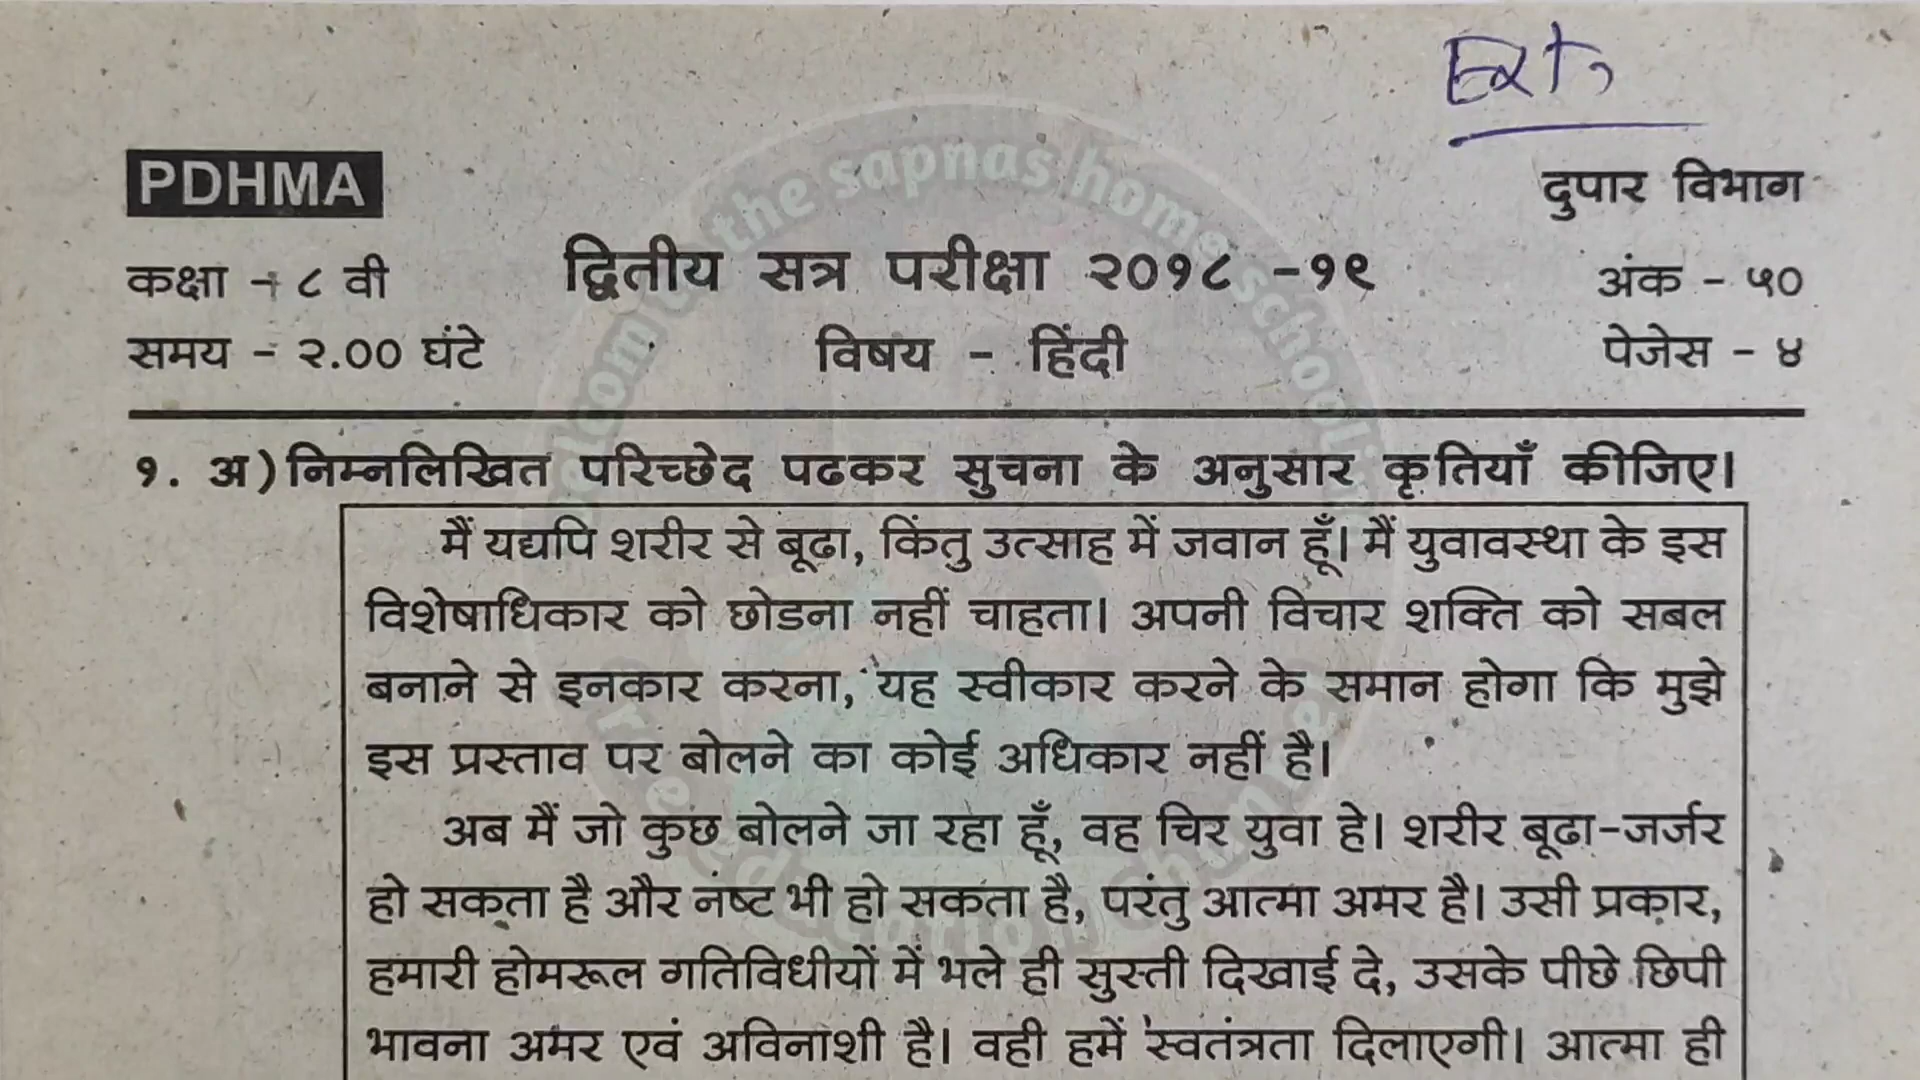 Ext,
PDHMA
दुपार विभाग
कक्षा - ८ वी
द्वितीय सत्र परीक्षा २०१८ -१९
अंक - ५०
समय - २.00 घंटे
विषय - हिंदी
पेजेस - ४
१. अ) निम्नलिखित परिच्छेद पढकर सुचना के अनुसार कृतियाँ कीजिए।
मैं यद्यपि शरीर से बूढा, किंतु उत्साह में जवान हूँ। मैं युवावस्था के इस
विशेषाधिकार को छोडना नहीं चाहता। अपनी विचार शक्ति को सबल
बनाने से इनकार करना, यह स्वीकार करने के समान होगा कि मुझे
इस प्रस्ताव पर बोलने का कोई अधिकार नहीं है।
अब मैं जो कुछ बोलने जा रहा हूँ, वह चिर युवा हे। शरीर बूढा-जर्जर
हो सकता है और नष्ट भी हो सकता है, परंतु आत्मा अमर है। उसी प्रकार,
हमारी होमरूल गतिविधीयों में भले ही सुस्ती दिखाई दे, उसके पीछे छिपी
भावना अमर एवं अविनाशी है। वही हमें स्वतंत्रता दिलाएगी। आत्मा ही